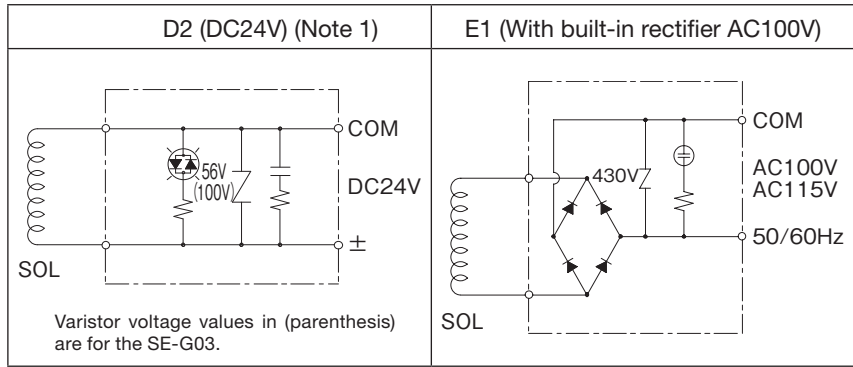 D2 (DC24V) (Note 1)
E1 (With built-in rectifier AC100V)
COM
56V
(100V)
DC24V
±
SOL
Varistor voltage values in (parenthesis)
are for the SE-G03.
COM
430V
AC100V
AC115V
50/60Hz
SOL